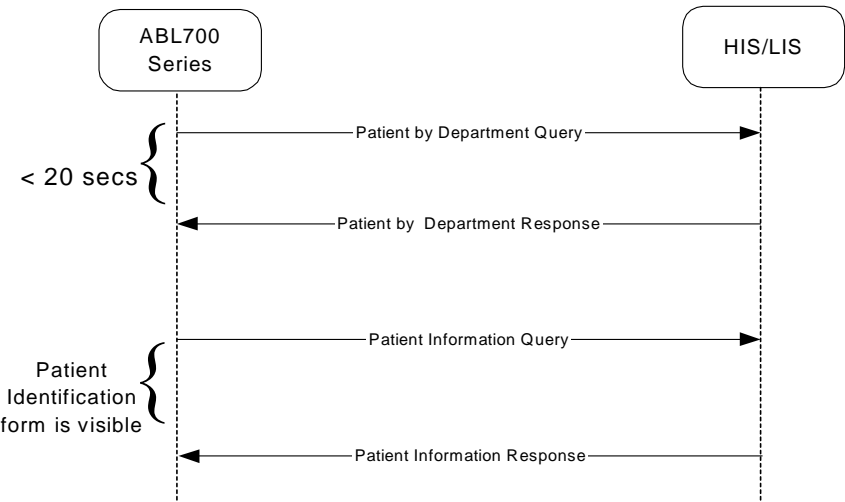 ABL700
Series
HIS/LIS
Patient by Department Query
< 20 secs
Patient by Department Response
Patient Information Query
Patient
Identification
form is visible
Patient Information Response